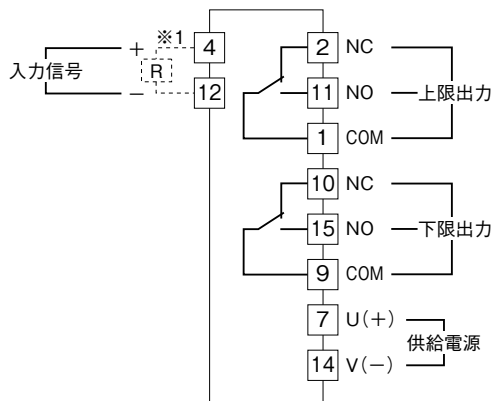 ※1
入力信号
+
R
−
4
12
2 NC
11 NO
上限出力
1 COM
10 NC
15 NO
下限出力
9 COM
7 U(+)
供給電源
14 V(−)